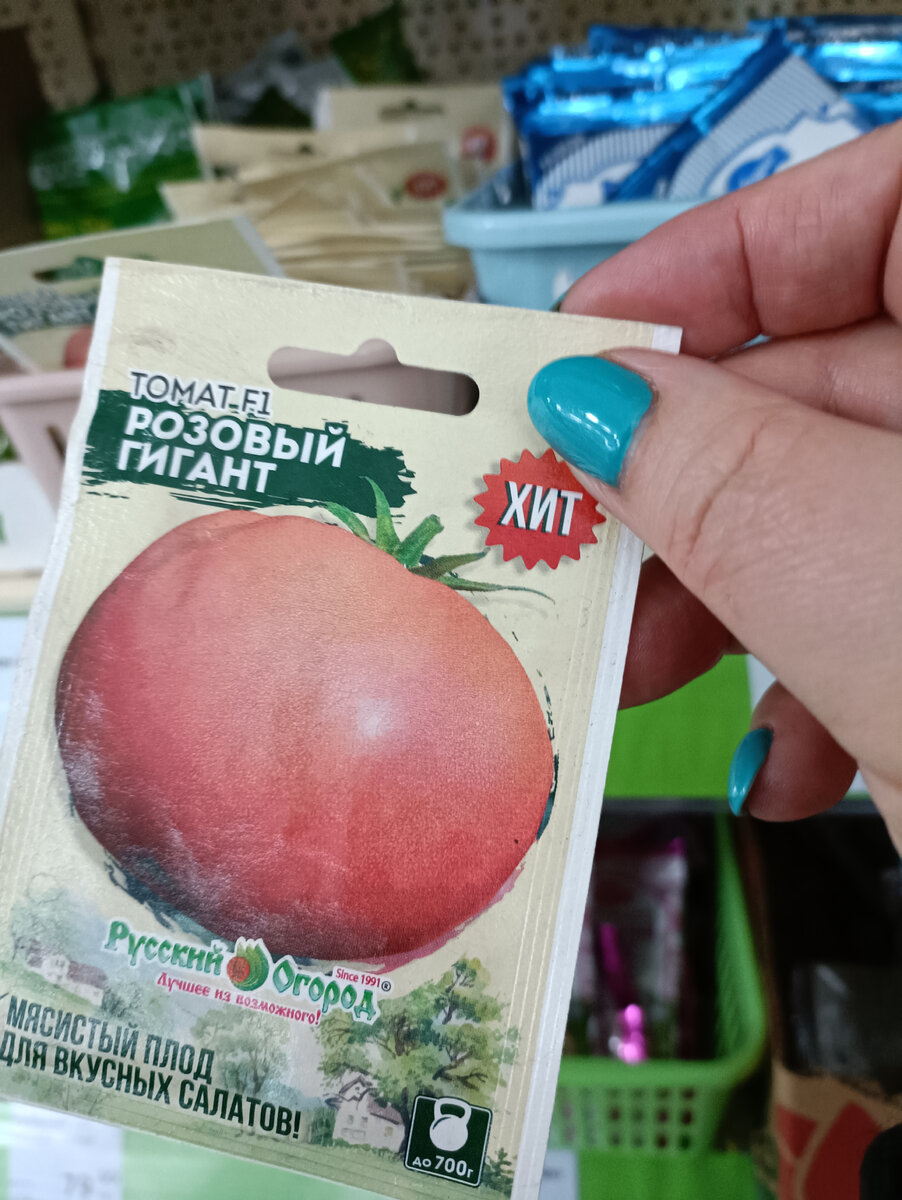 ТОМАТ F1
РОЗОВЫЙ
ГИГАНТ
ХИТ
Русский Огород®
Since 1991
Лучшее из возможного!
МЯСИСТЫЙ ПЛОД
ДЛЯ ВКУСНЫХ САЛАТОВ!
ДО 700г
79